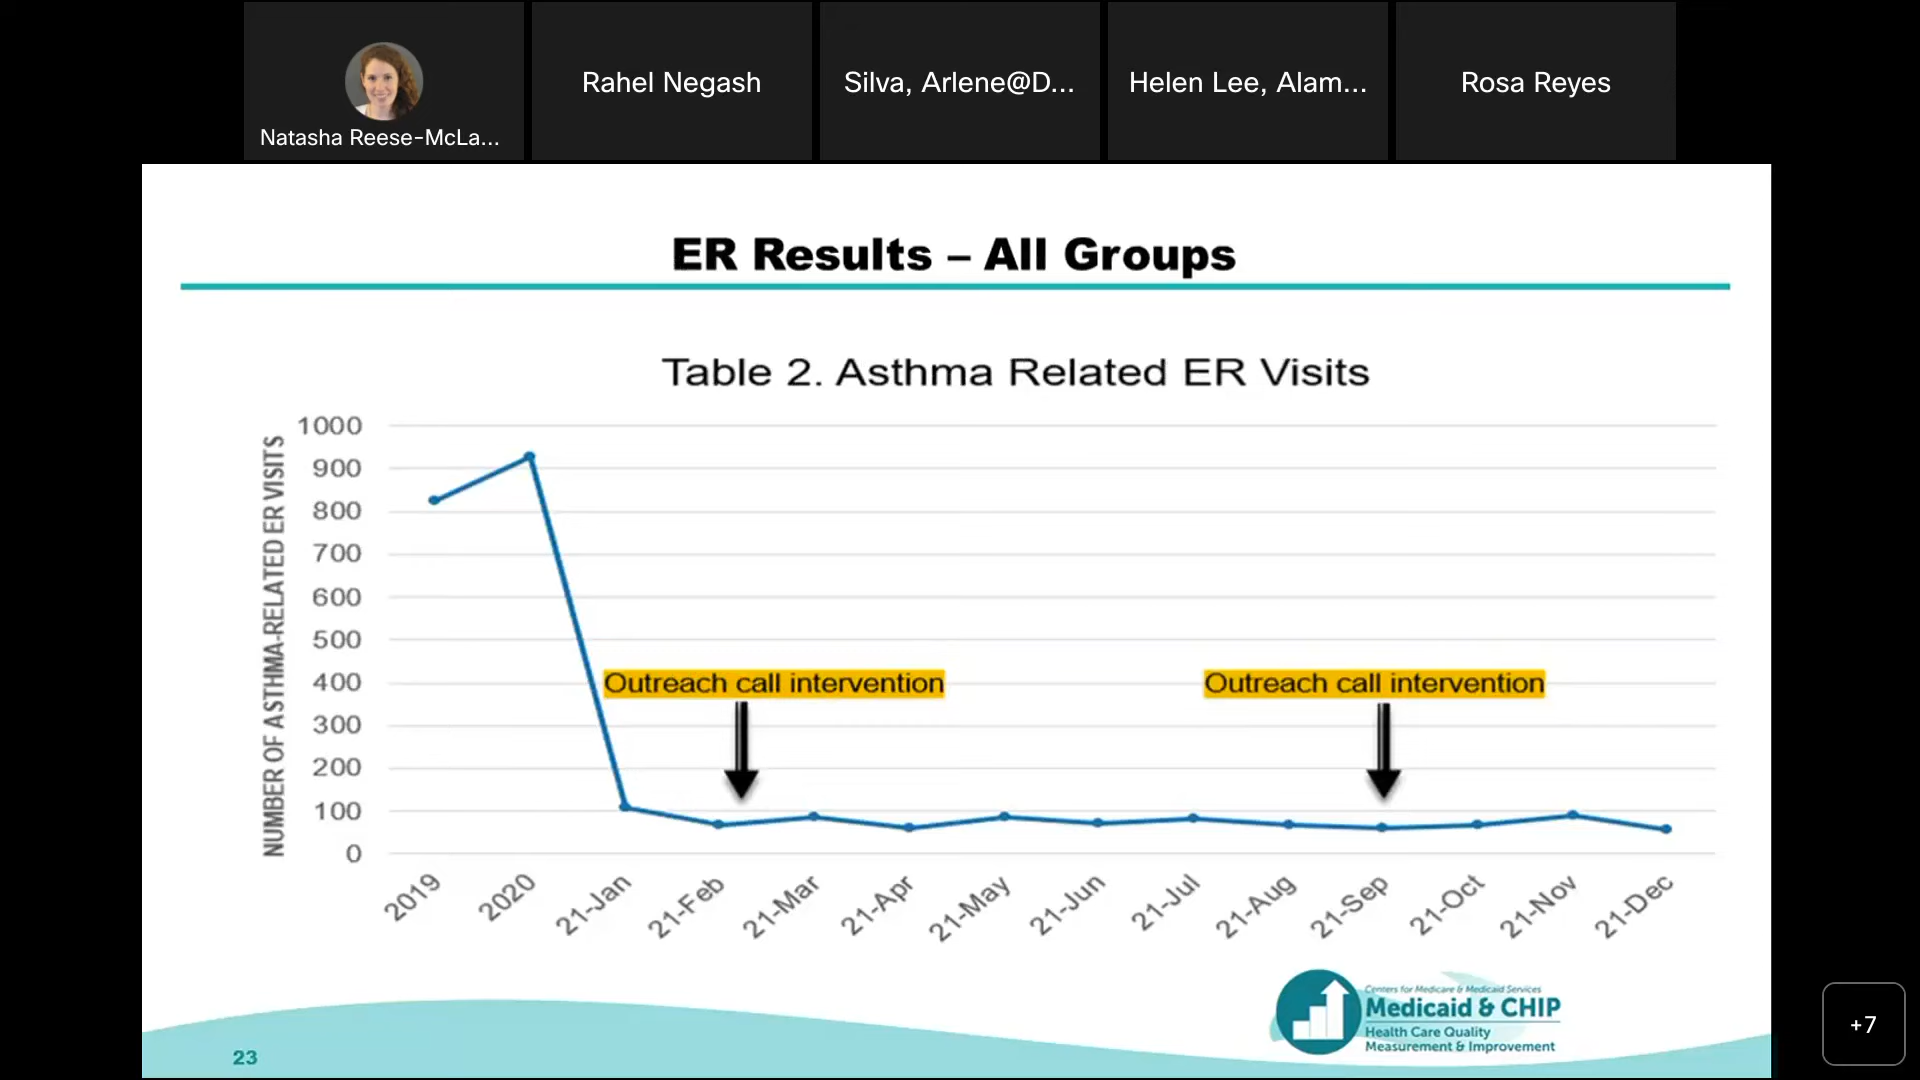 Natasha Reese-McLa...
Rahel Negash
Silva, Arlene@D...
Helen Lee, Alam...
Rosa Reyes
ER Results – All Groups
Table 2. Asthma Related ER Visits
NUMBER OF ASTHMA-RELATED ER VISITS
1000
900
800
700
600
500
400
300
200
100
0
Outreach call intervention
Outreach call intervention
2019
2020
21-Jan
21-Feb
21-Mar
21-Apr
21-May
21-Jun
21-Jul
21-Aug
21-Sep
21-Oct
21-Nov
21-Dec
Centers for Medicare & Medicaid Services
Medicaid & CHIP
Health Care Quality
Measurement & Improvement
23
+7